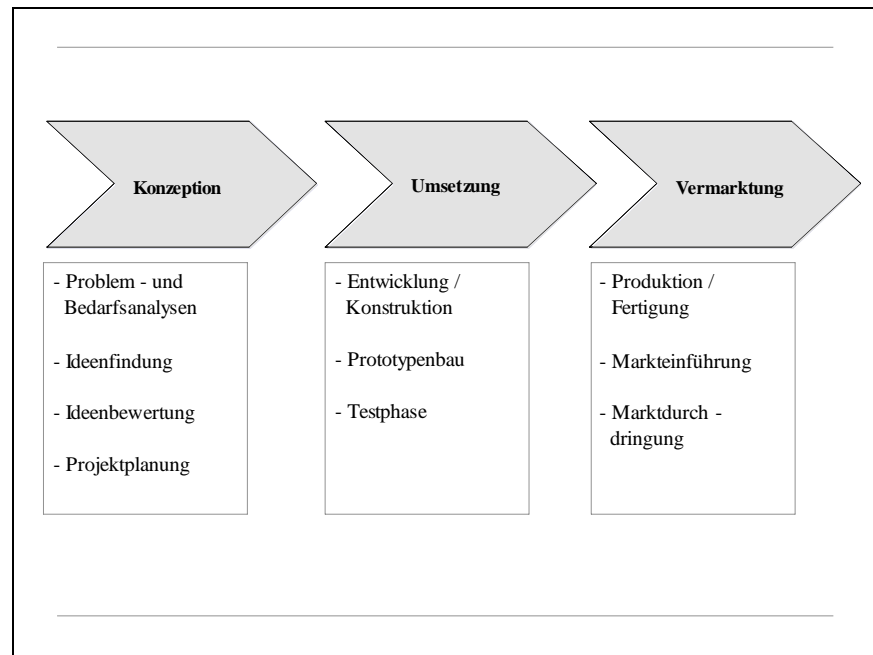 Konzeption
Umsetzung
Vermarktung
- Problem - und
Bedarfsanalysen
- Ideenfindung
- Ideenbewertung
- Projektplanung
- Entwicklung /
Konstruktion
- Prototypenbau
- Testphase
- Produktion /
Fertigung
- Markteinführung
- Marktdurch -
dringung